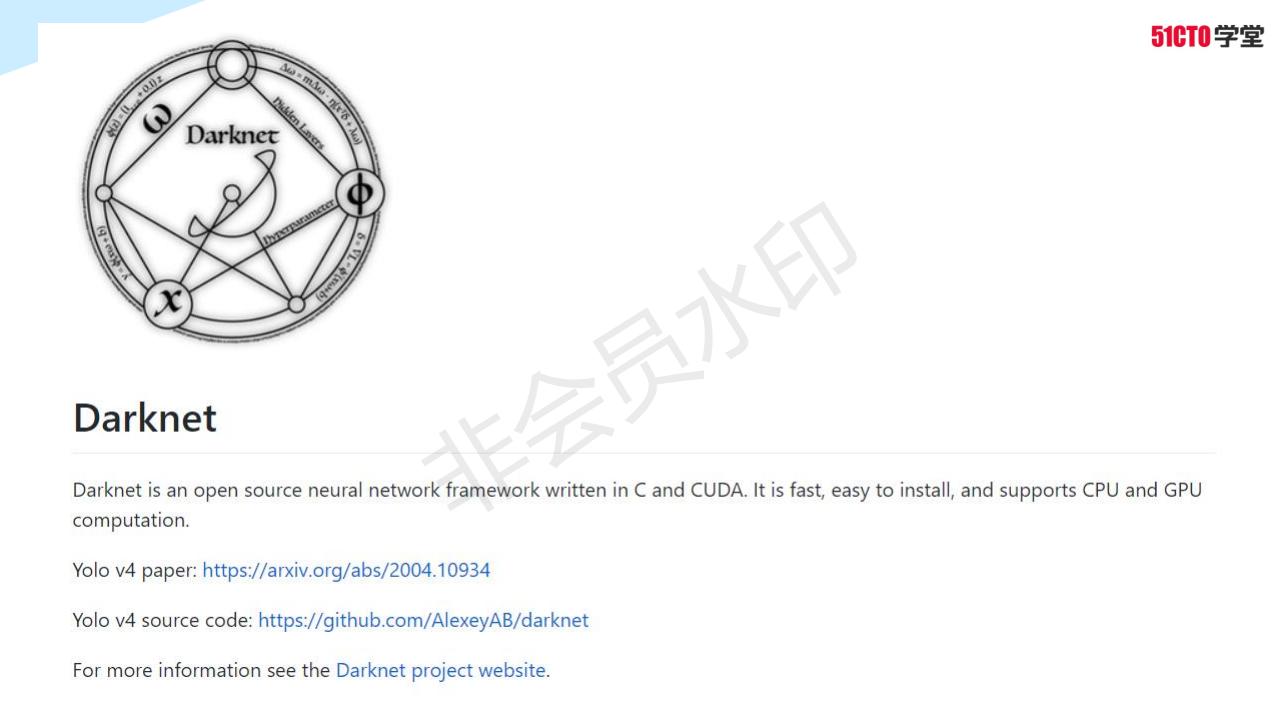 51CTO学堂
Darknet
Hidden Layers
Hyperparameter
ω
ϕ
x
非会员水印
Darknet
Darknet is an open source neural network framework written in C and CUDA. It is fast, easy to install, and supports CPU and GPU
computation.
Yolo v4 paper: https://arxiv.org/abs/2004.10934
Yolo v4 source code: https://github.com/AlexeyAB/darknet
For more information see the Darknet project website.